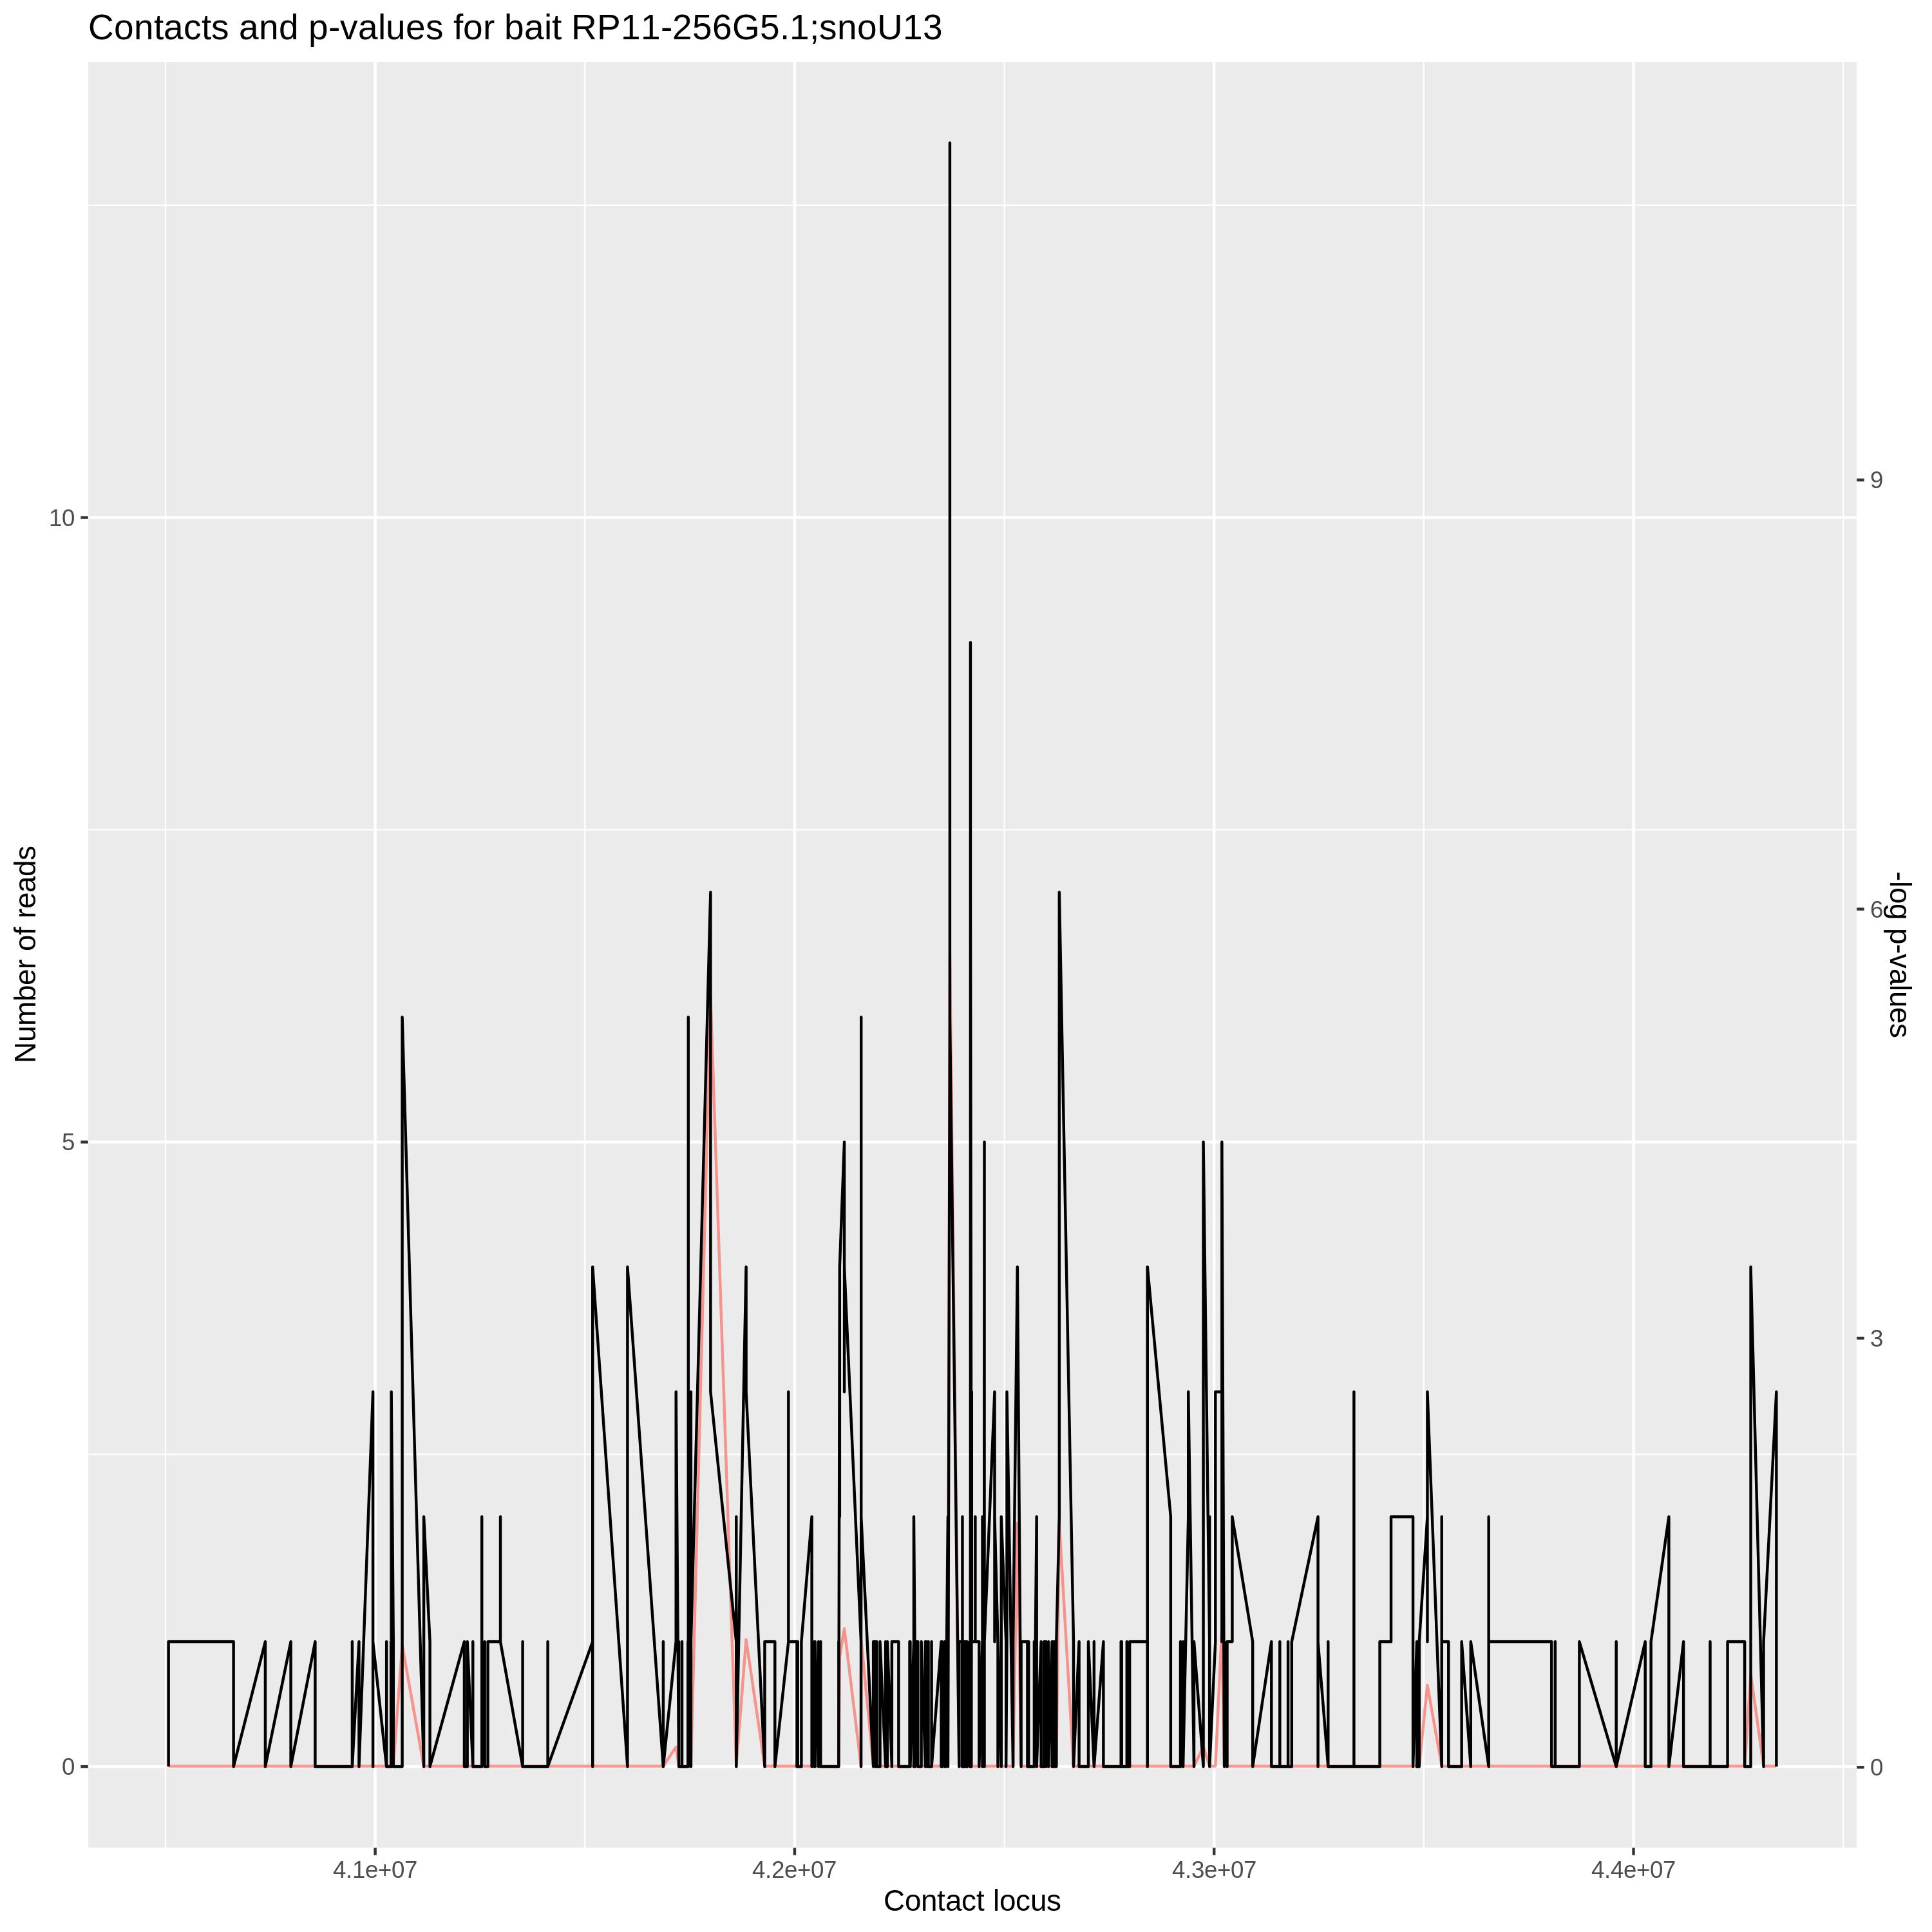 Contacts and p-values for bait RP11-256G5.1;snoU13
10
5
0
Number of reads
9
6
3
0
-log p-values
4.1e+07 4.2e+07 4.3e+07 4.4e+07
Contact locus